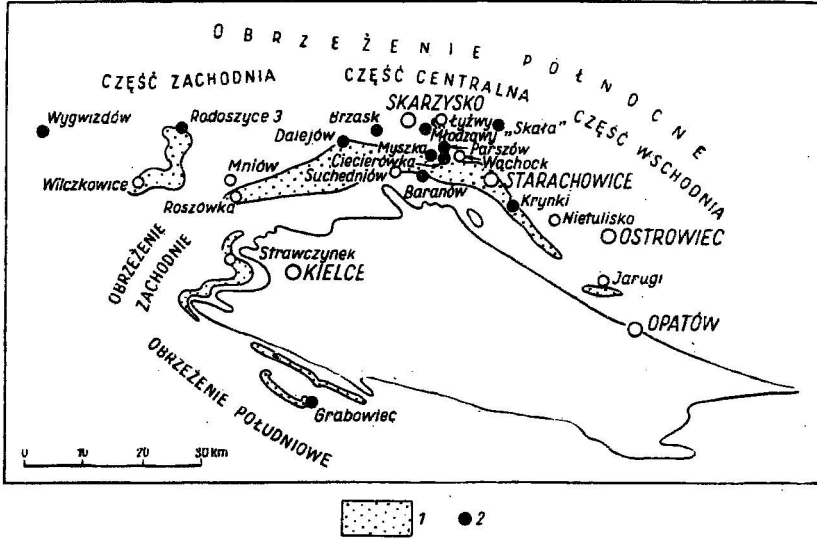 OBRZEŻENIE PÓŁNOCNE
CZĘŚĆ ZACHODNIA
CZĘŚĆ CENTRALNA
CZĘŚĆ WSCHODNIA
SKARZYSKO
Wygwizdów
Radoszyce 3
Brzask
Łyżwy
Młodzawy
„Skała"
Dalejów
Myszka
Parszów
Ciecierówka
Wąchock
Wilczkowice
Mniów
Suchedniów
STARACHOWICE
Roszówka
Baranów
Krynki
Nietulisko
OSTROWIEC
OBRZEŻENIE
ZACHODNIE
Strawczynek
KIELCE
Jarugi
OPATÓW
OBRZEŻENIE POŁUDNIOWE
Grabowiec
0 10 20 30 Km
1 2